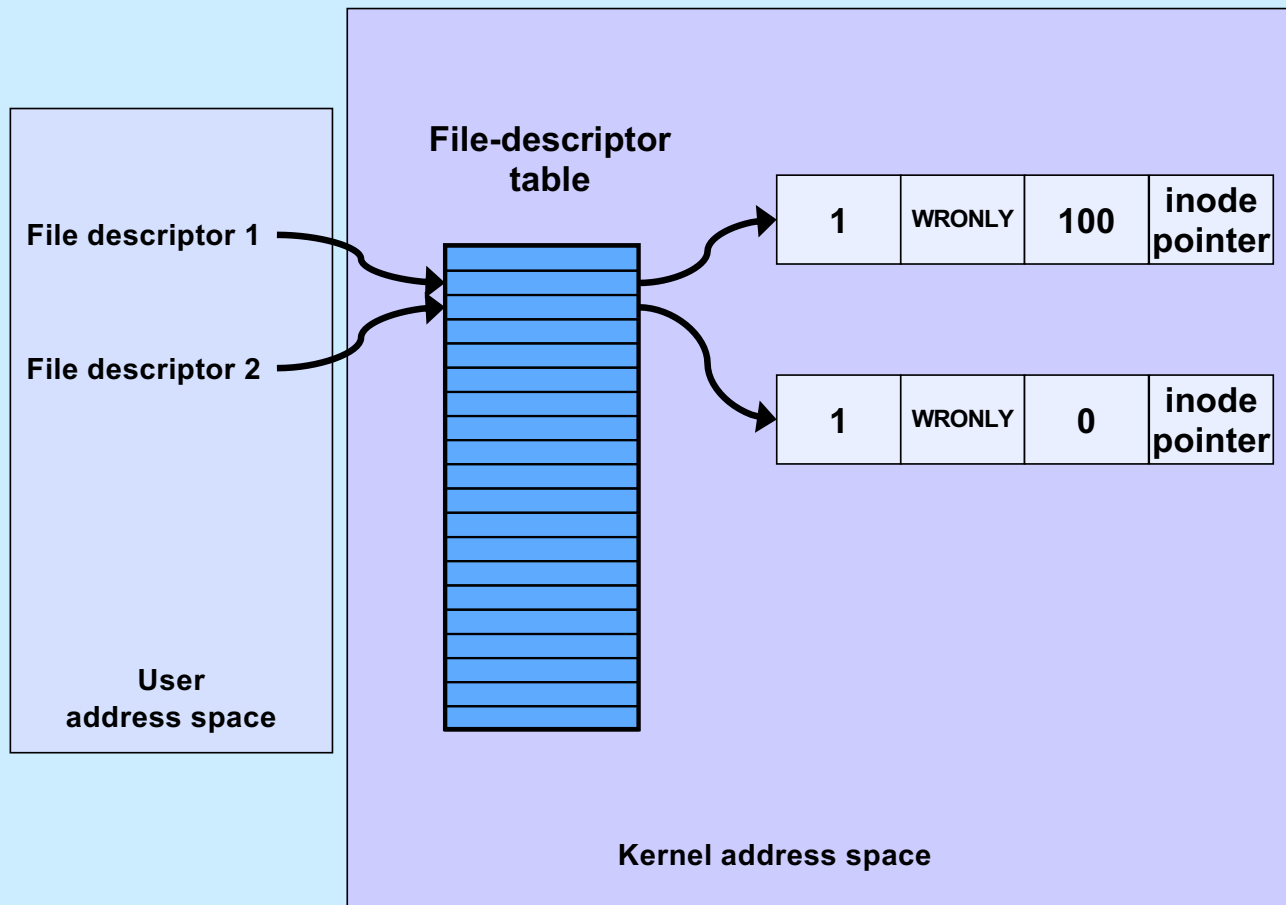 File-descriptor
table
File descriptor 1
File descriptor 2
1 WRONLY 100 inode
pointer
1 WRONLY 0 inode
pointer
User
address space
Kernel address space